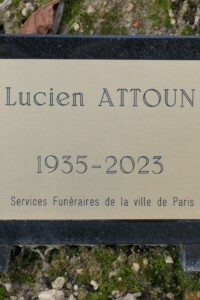 Lucien ATTOUN
1935-2023
Services Funéraires de la ville de Paris